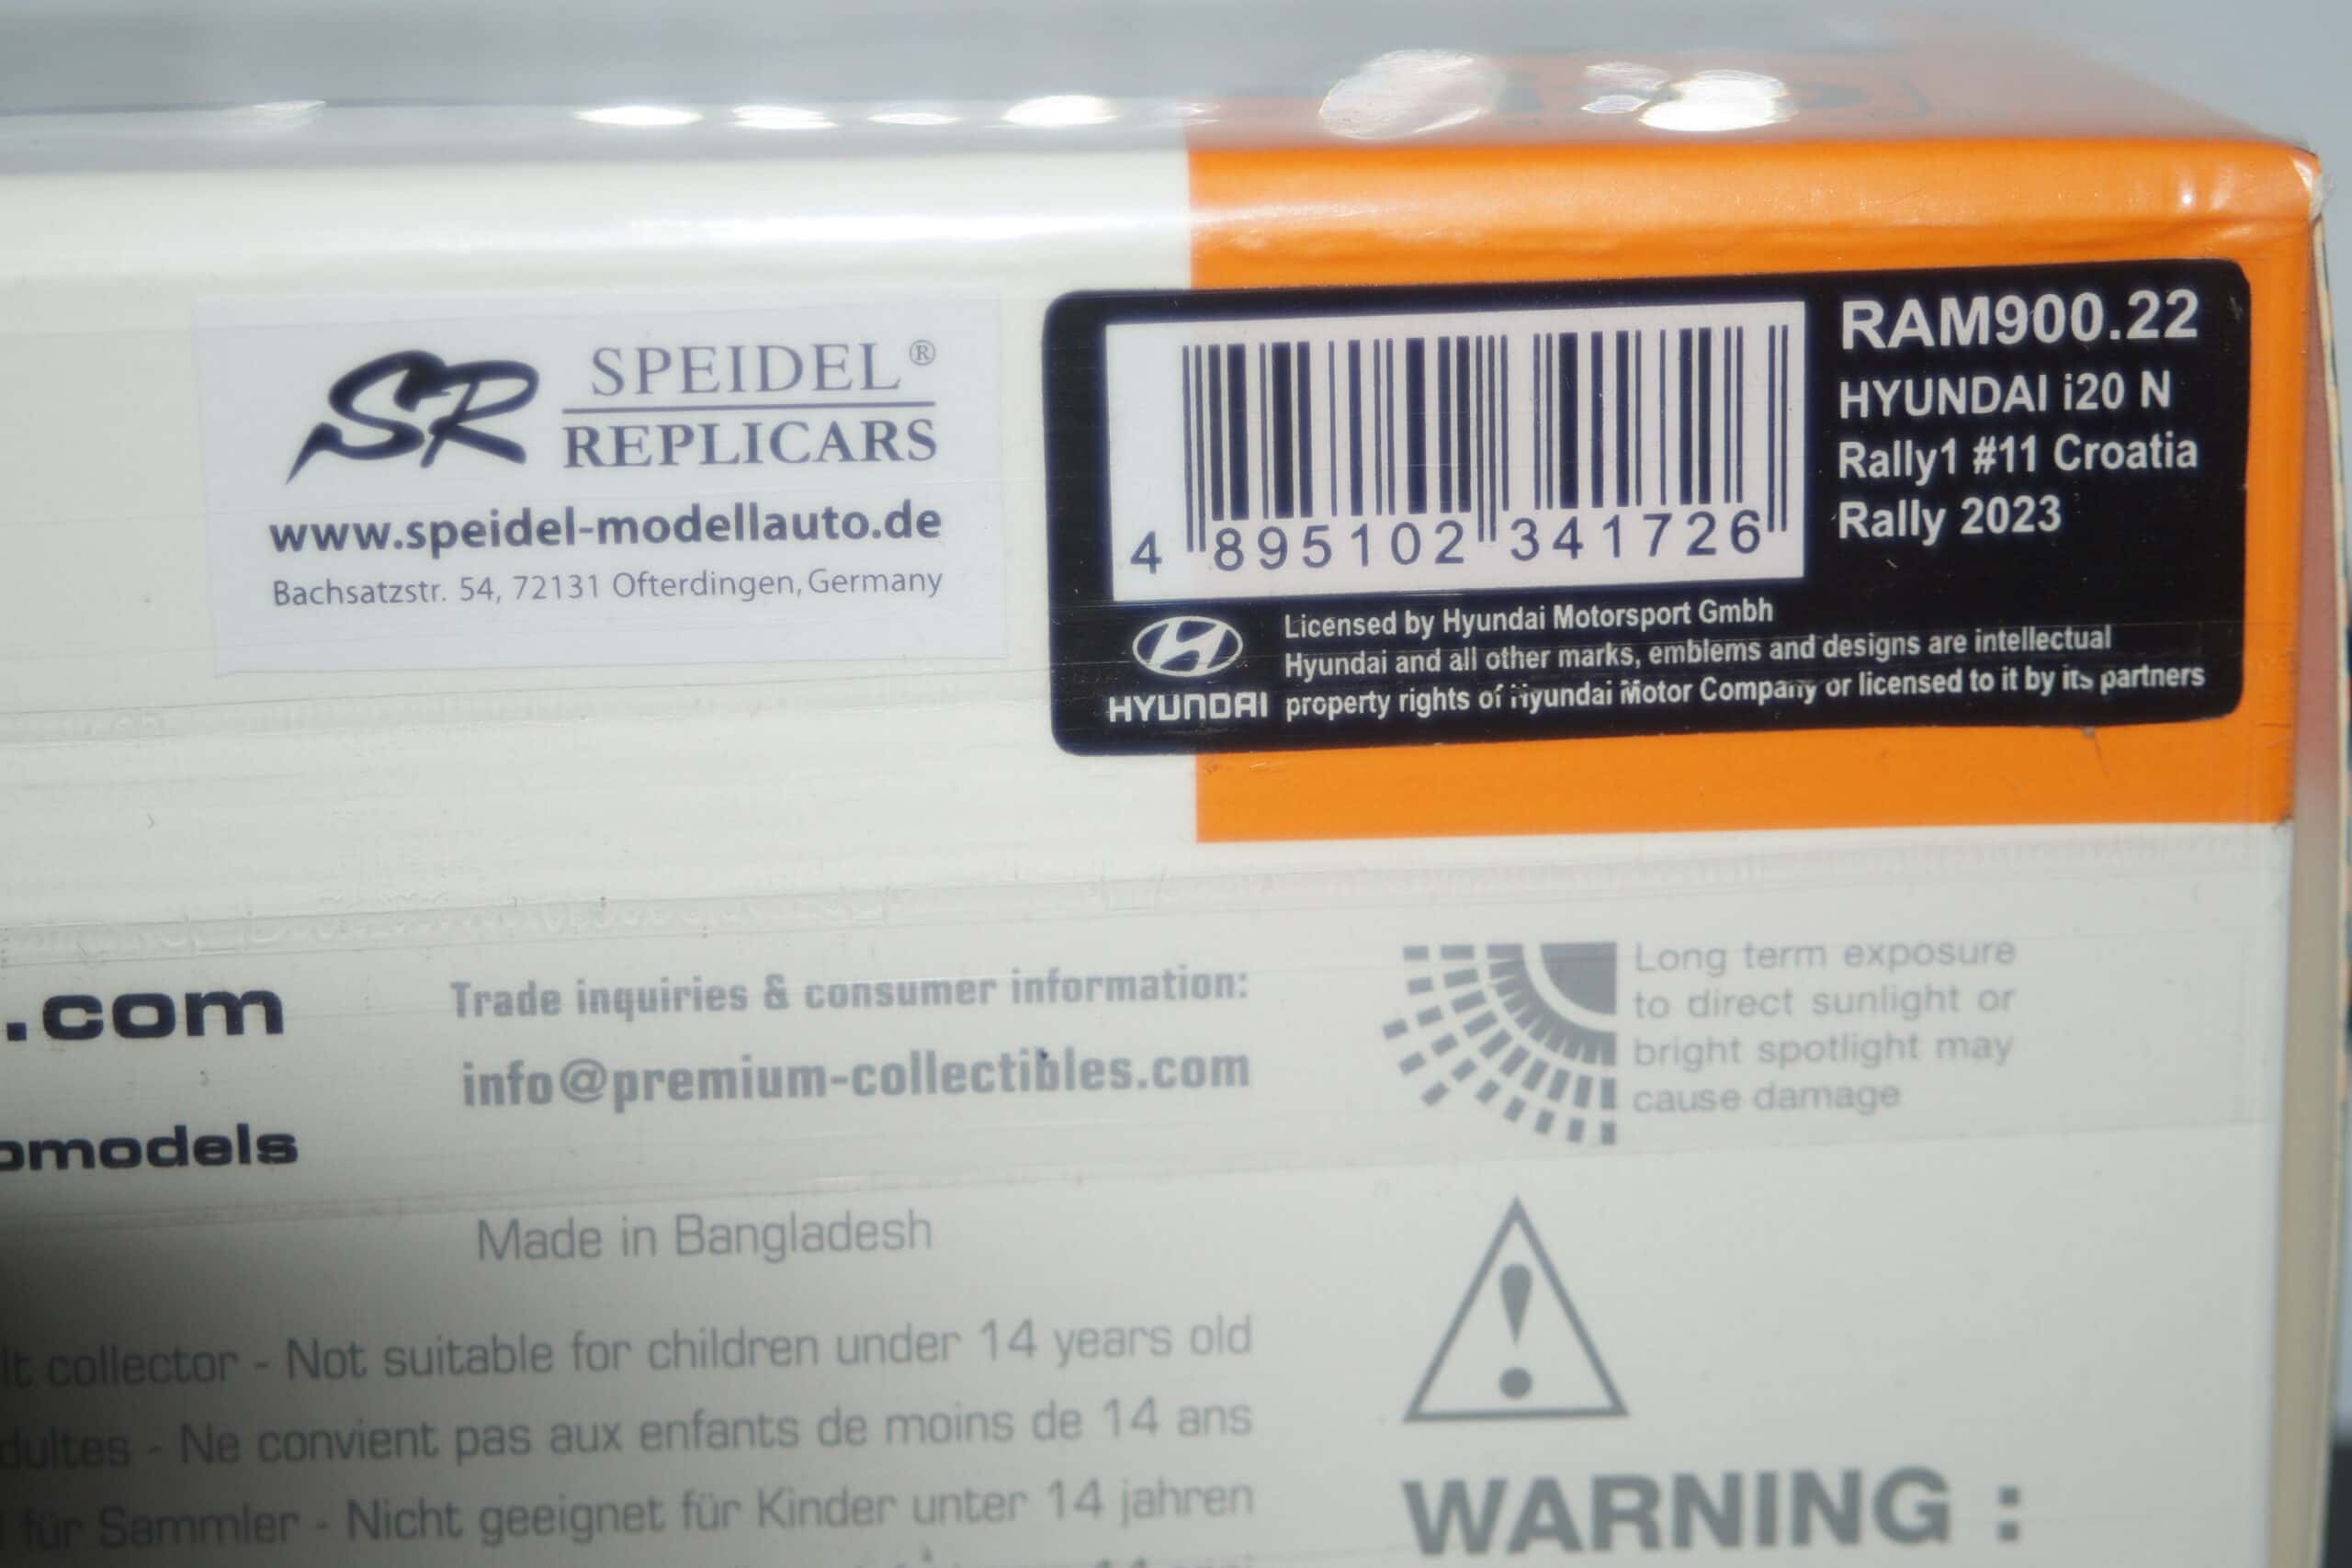 SR SPEIDEL®
REPLICARS
www.speidel-modellauto.de
Bachsatzstr. 54, 72131 Ofterdingen, Germany
4 895102 341726
RAM900.22
HYUNDAI i20 N
Rally1 #11 Croatia
Rally 2023
HYUNDAI
Licensed by Hyundai Motorsport Gmbh
Hyundai and all other marks, emblems and designs are intellectual
property rights of Hyundai Motor Company or licensed to it by its partners
.com
omodels
Trade inquiries & consumer information:
info@premium-collectibles.com
Long term exposure
to direct sunlight or
bright spotlight may
cause damage
Made in Bangladesh
lt collector - Not suitable for children under 14 years old
dultes - Ne convient pas aux enfants de moins de 14 ans
für Sammler - Nicht geeignet für Kinder unter 14 jahren
WARNING :